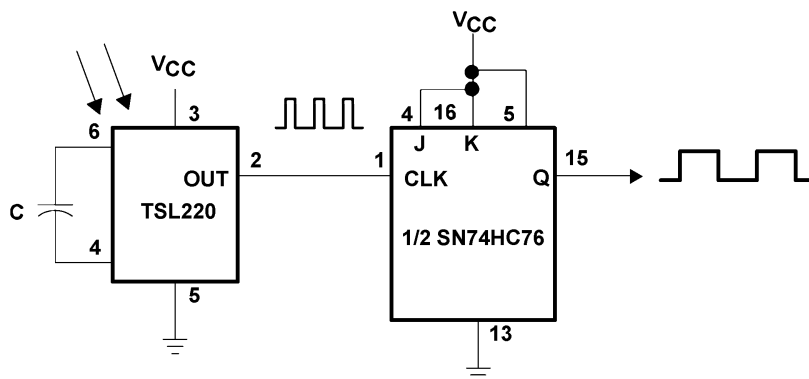 VCC
VCC
3
6
4 16 5
J K
2
1
15
OUT
CLK
Q
C
TSL220
1/2 SN74HC76
4
5
13